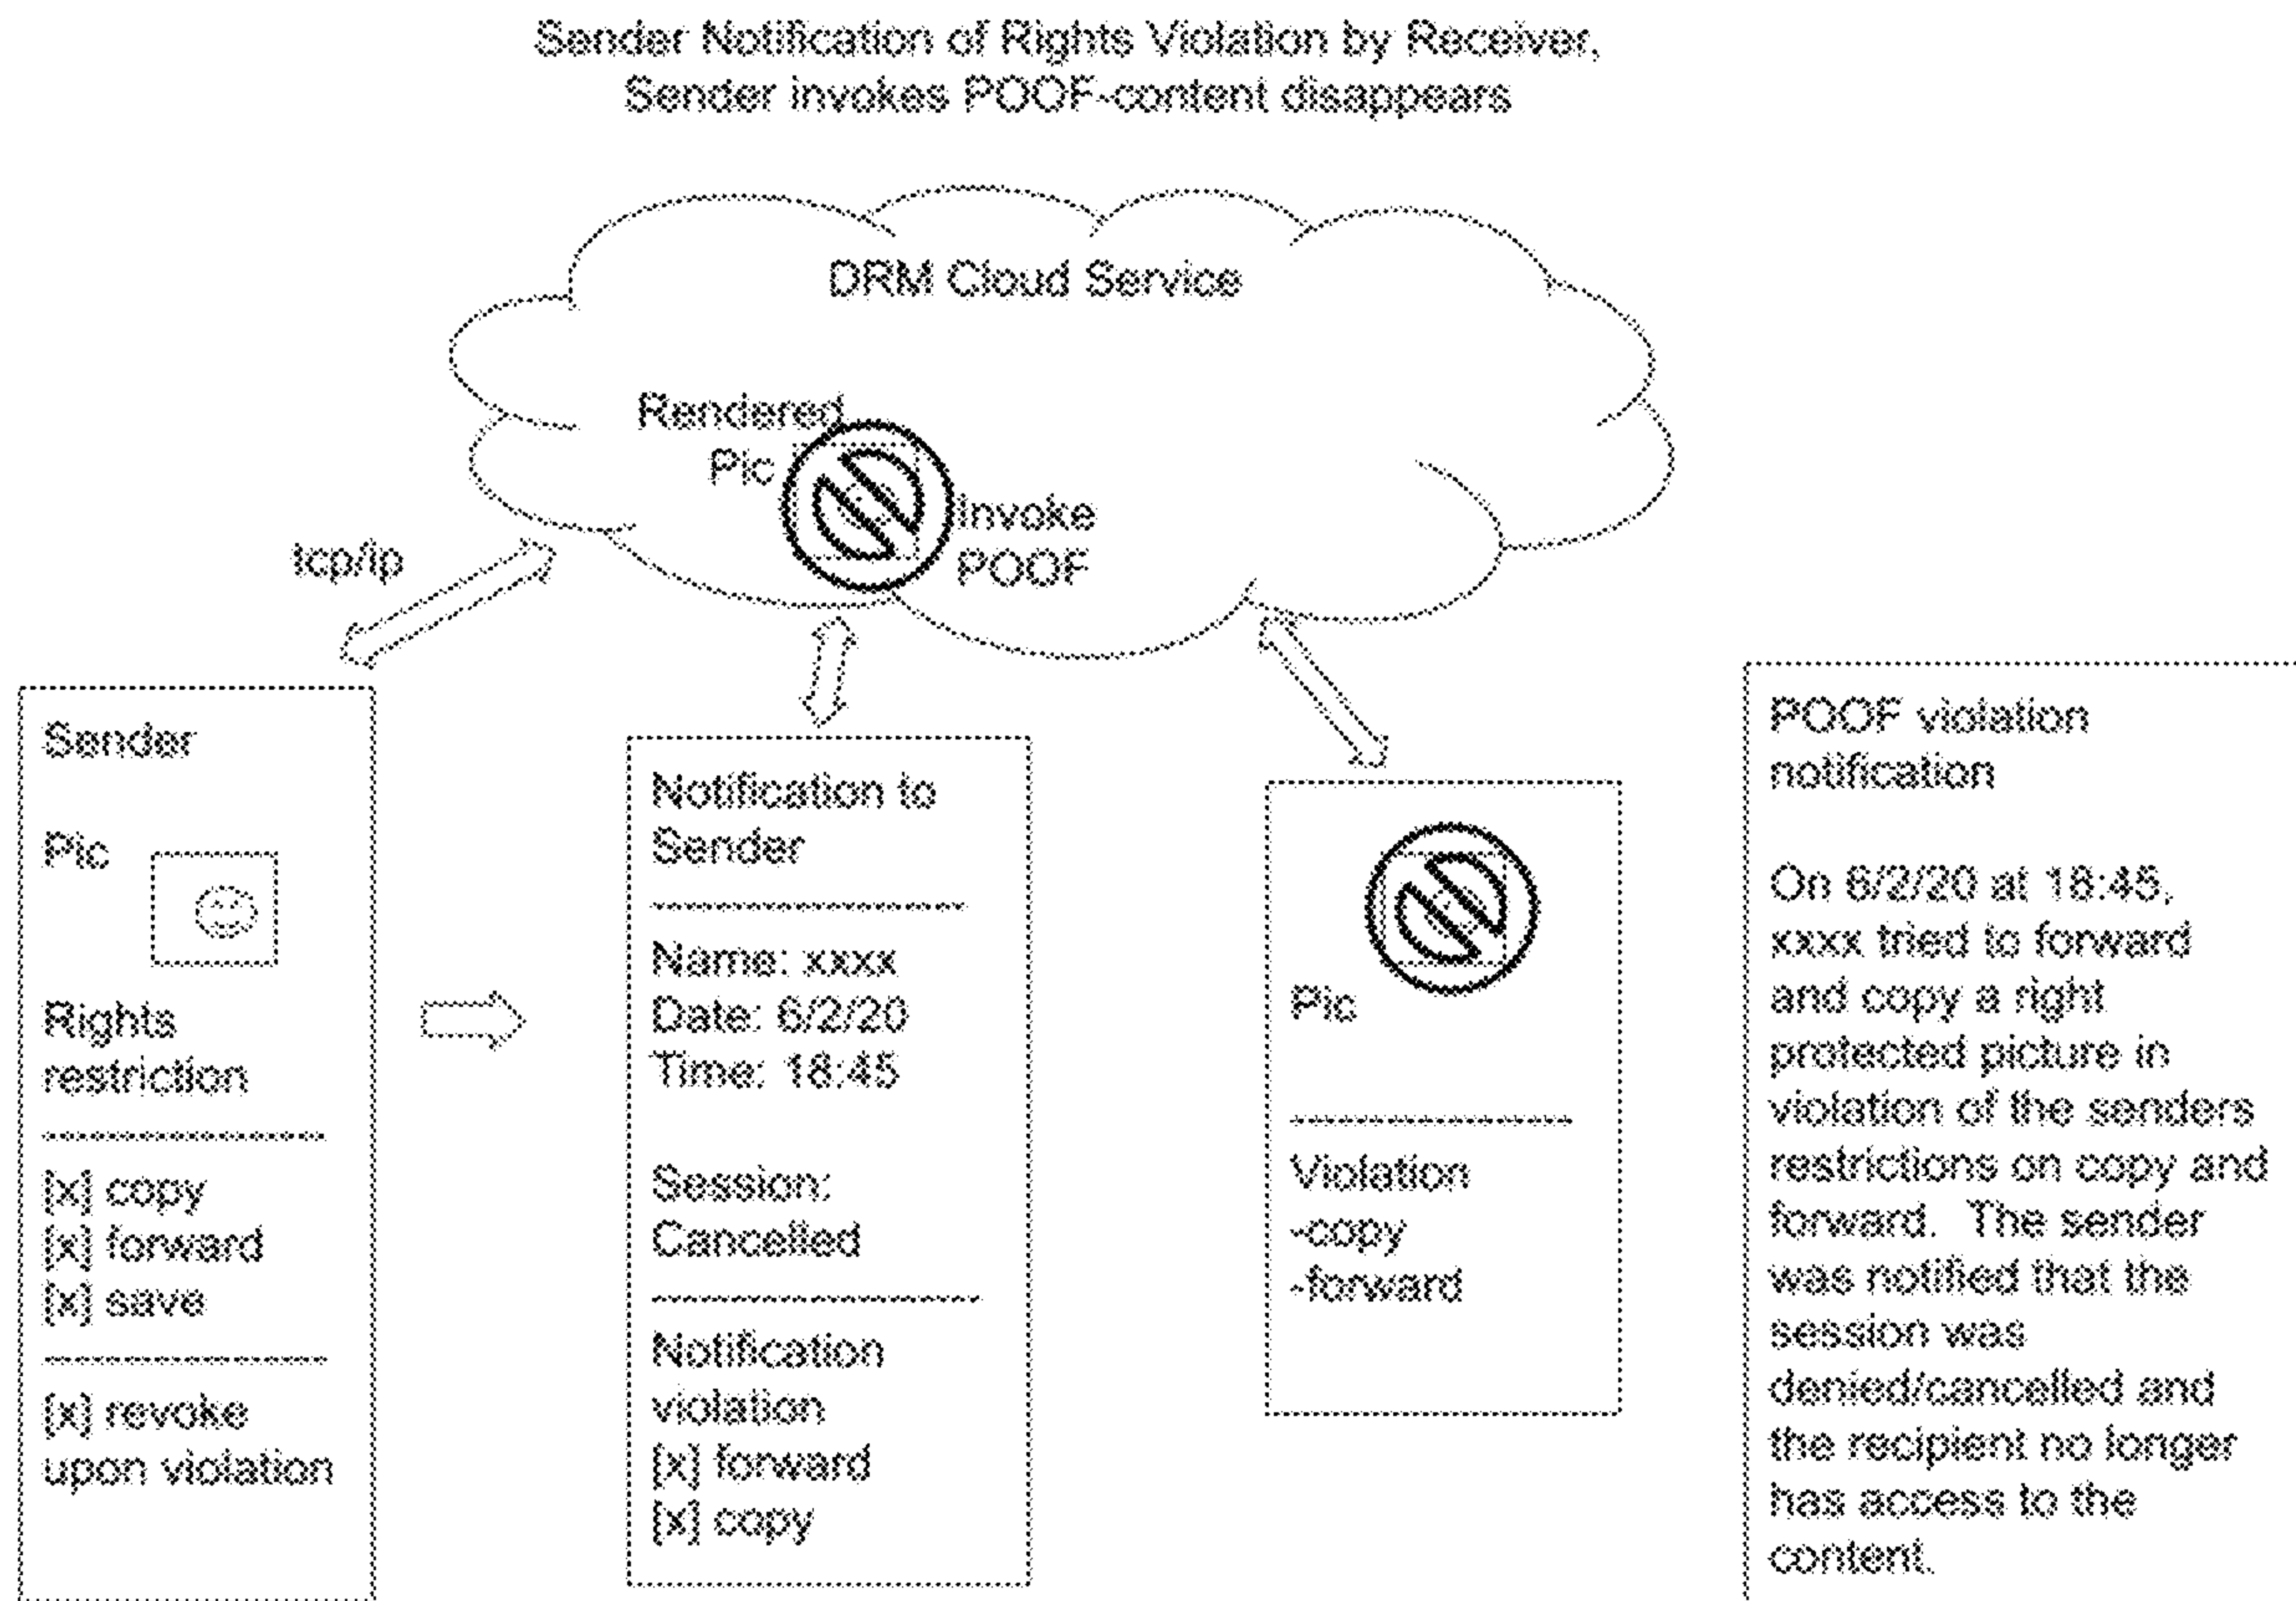 Sender Notification of Rights Violation by Receiver,
Sender invokes POOF-content disappears
DRM Cloud Service
Rendered
Pic
Invoke
POOF
tcp/ip
Sender
Pic
Rights
restriction
[x] copy
[x] forward
[x] save
[x] revoke
upon violation
Notification to
Sender
Name: xxxx
Date: 6/2/20
Time: 18:45
Session:
Cancelled
Notification
violation
[x] forward
[x] copy
Pic
Violation
-copy
-forward
POOF violation
notification
On 6/2/20 at 18:45,
xxxx tried to forward
and copy a right
protected picture in
violation of the senders
restrictions on copy and
forward. The sender
was notified that the
session was
denied/cancelled and
the recipient no longer
has access to the
content.